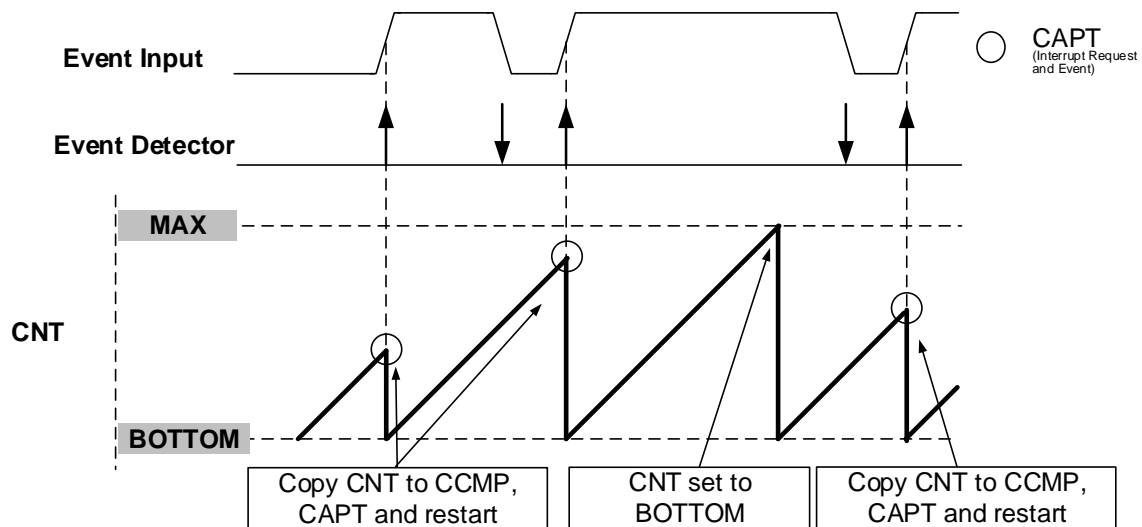 Event Input
CAPT
(Interrupt Request
and Event)
Event Detector
MAX
CNT
BOTTOM
Copy CNT to CCMP,
CAPT and restart
CNT set to
BOTTOM
Copy CNT to CCMP,
CAPT and restart